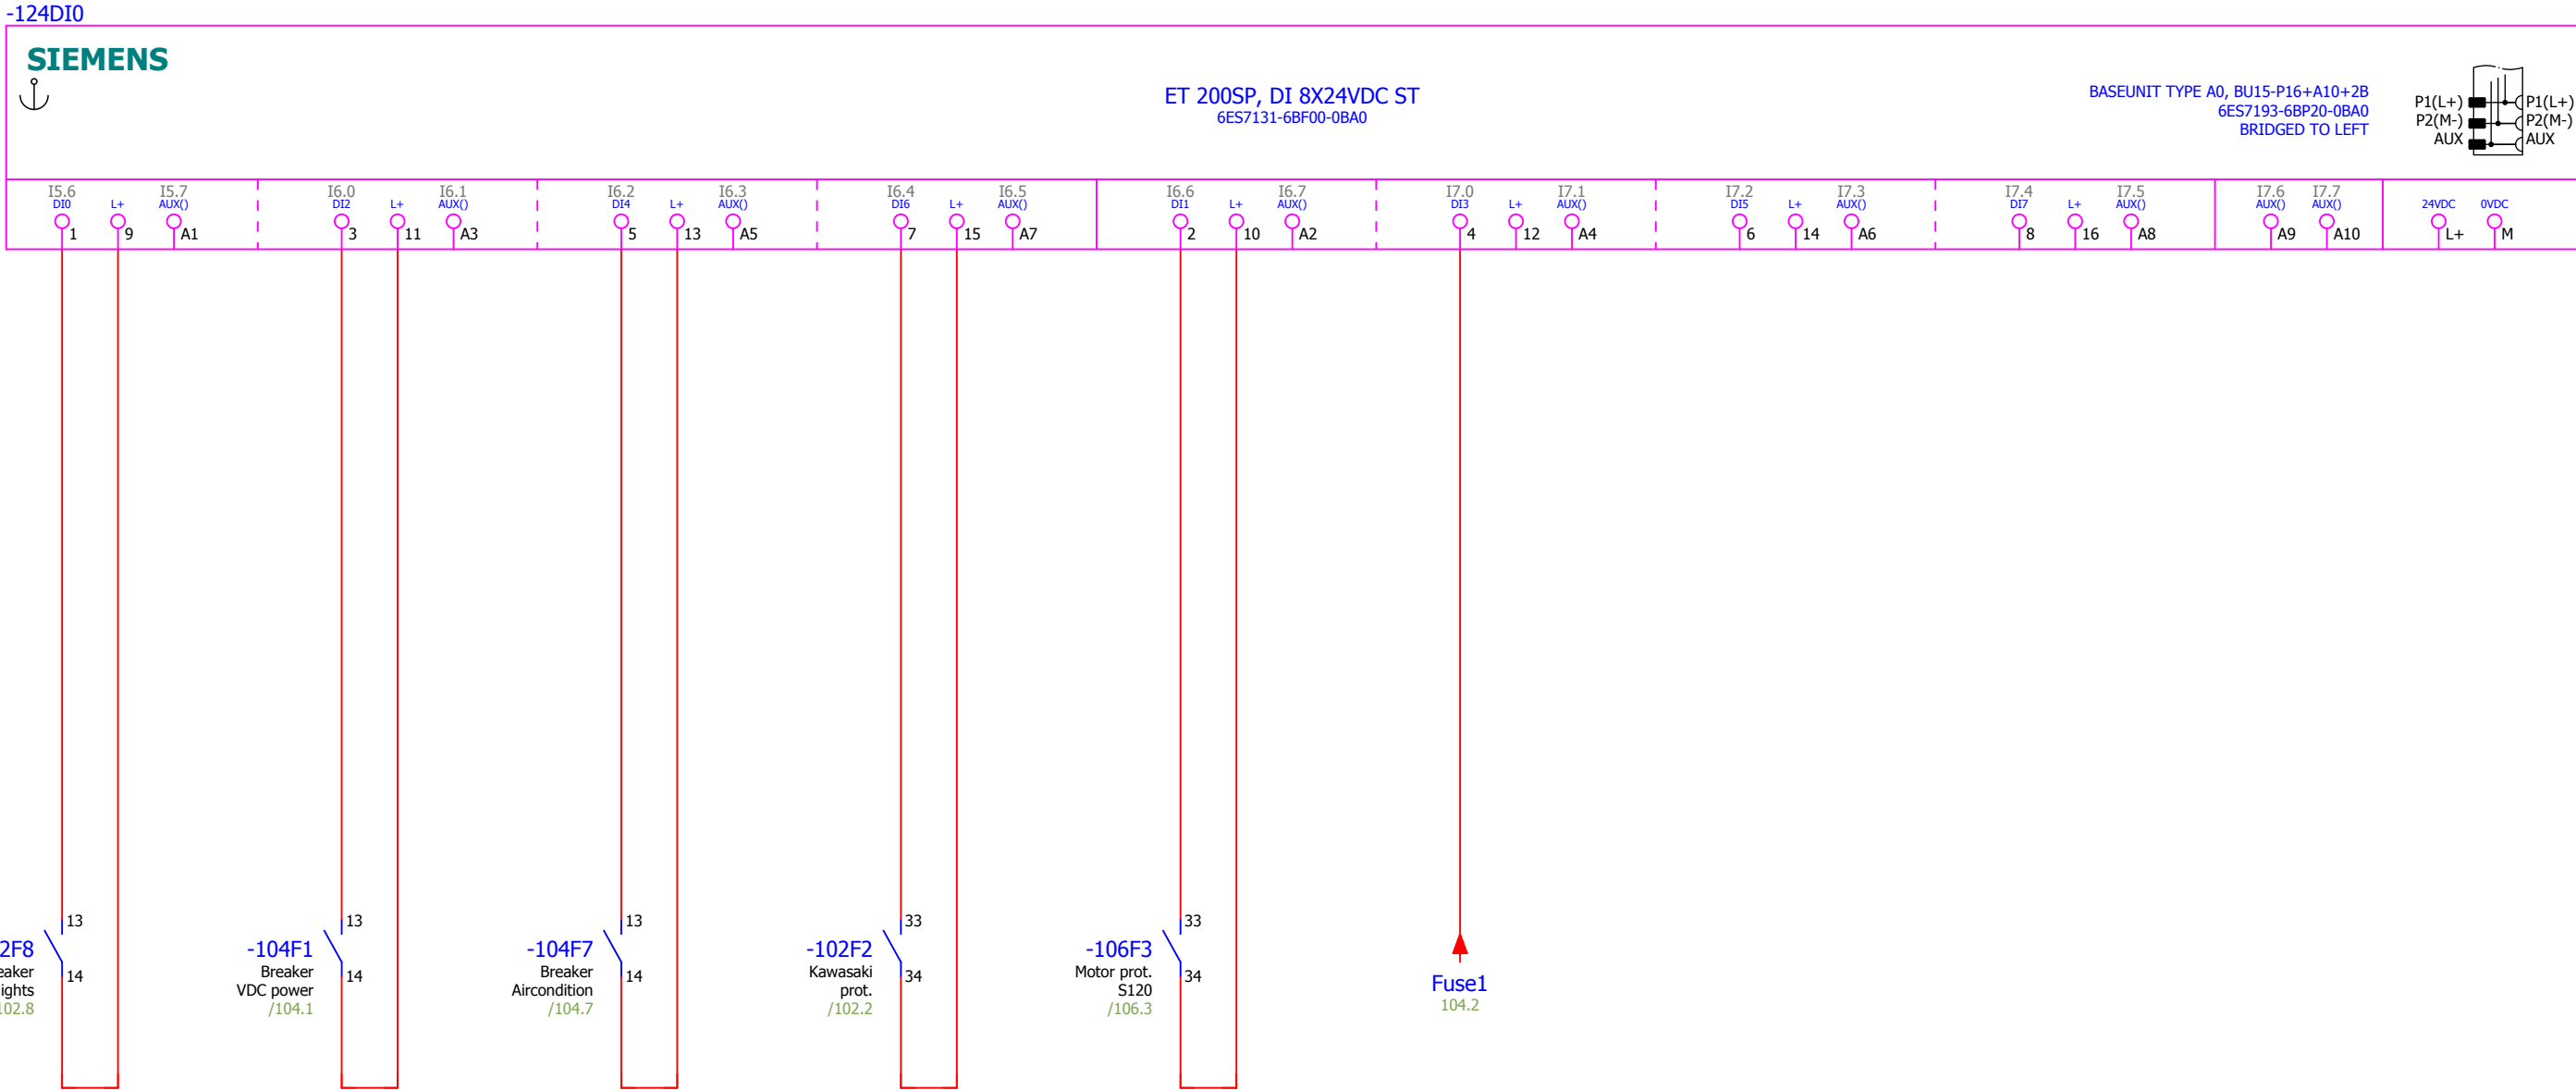 -124DI0
SIEMENS
ET 200SP, DI 8X24VDC ST
6ES7131-6BF00-0BA0
BASEUNIT TYPE A0, BU15-P16+A10+2B
6ES7193-6BP20-0BA0
BRIDGED TO LEFT
P1(L+) P1(L+)
P2(M-) P2(M-)
AUX AUX
I5.6 I5.7 I6.0 I6.1 I6.2 I6.3 I6.4 I6.5 I6.6 I6.7 I7.0 I7.1 I7.2 I7.3 I7.4 I7.5 I7.6 I7.7
DI0 L+ AUX() DI2 L+ AUX() DI4 L+ AUX() DI6 L+ AUX() DI1 L+ AUX() DI3 L+ AUX() DI5 L+ AUX() DI7 L+ AUX() AUX() AUX() 24VDC 0VDC
1 9 A1 3 11 A3 5 13 A5 7 15 A7 2 10 A2 4 12 A4 6 14 A6 8 16 A8 A9 A10 L+ M
13 13 13 33 33
2F8
eaker
ights
102.8
14
-104F1
Breaker
VDC power
/104.1
14
-104F7
Breaker
Aircondition
/104.7
14
-102F2
Kawasaki
prot.
/102.2
34
-106F3
Motor prot.
S120
/106.3
34
Fuse1
104.2